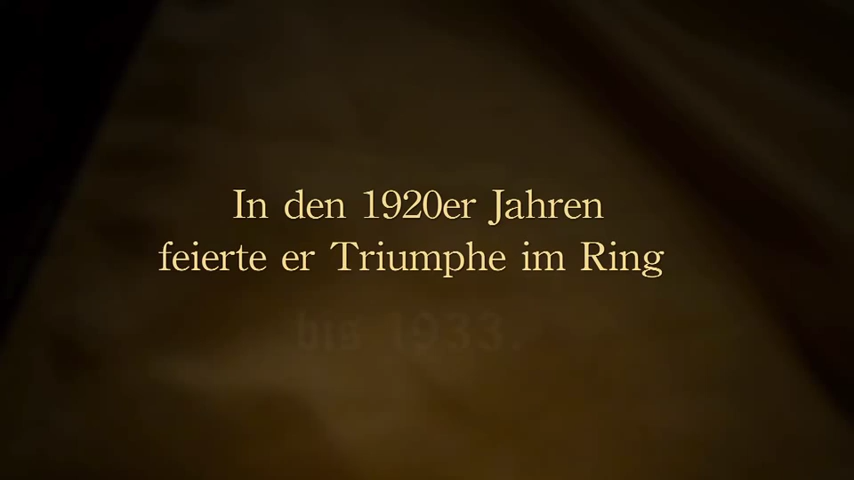 In den 1920er Jahren
feierte er Triumphe im Ring
bis 1933.